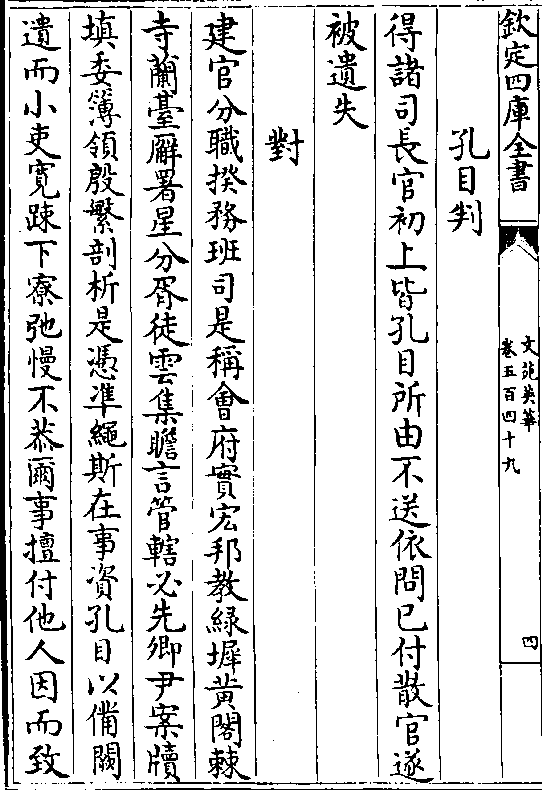 欽定四庫全書
文苑英華
卷五百四十九
四
孔目判
得諸司長官初上皆孔目所由不送依問已付散官遂
被遺失
對
建官分職揆務班司是稱會府實宏邦教緑墀黄閣棘
寺蘭臺廨署星分胥徒雲集瞻言管轄必先卿尹案牘
填委簿領殷繁剖析是憑准繩斯在事資孔目以備闕
遺而小吏寛踈下寮弛慢不恭爾事擅付他人因而致